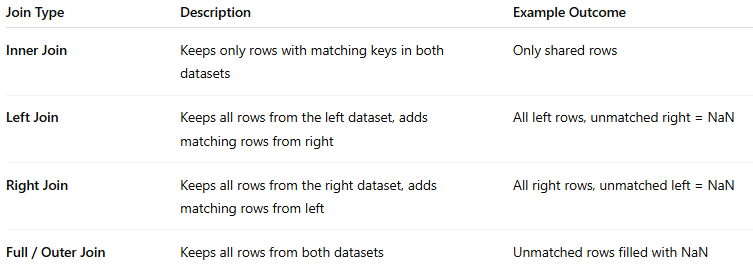 Join Type Description Example Outcome
Inner Join Keeps only rows with matching keys in both Only shared rows
datasets
Left Join Keeps all rows from the left dataset, adds All left rows, unmatched right = NaN
matching rows from right
Right Join Keeps all rows from the right dataset, adds All right rows, unmatched left = NaN
matching rows from left
Full / Outer Join Keeps all rows from both datasets Unmatched rows filled with NaN